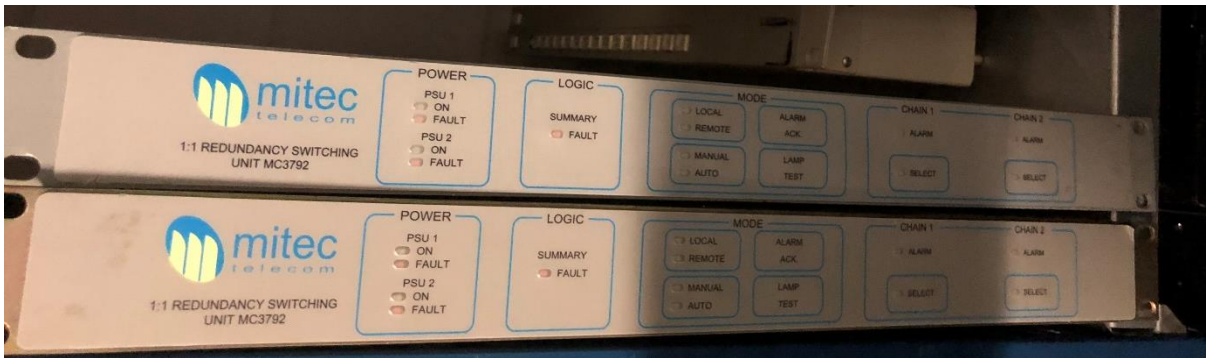 mitec
telecom
1:1 REDUNDANCY SWITCHING
UNIT MC3792
POWER
PSU 1
ON
FAULT
PSU 2
ON
FAULT
LOGIC
SUMMARY
FAULT
MODE
LOCAL
REMOTE
MANUAL
AUTO
ALARM
ACK.
LAMP
TEST
CHAIN 1
ALARM
SELECT
CHAIN 2
ALARM
SELECT
mitec
telecom
1:1 REDUNDANCY SWITCHING
UNIT MC3792
POWER
PSU 1
ON
FAULT
PSU 2
ON
FAULT
LOGIC
SUMMARY
FAULT
MODE
LOCAL
REMOTE
MANUAL
AUTO
ALARM
ACK.
LAMP
TEST
CHAIN 1
ALARM
SELECT
CHAIN 2
ALARM
SELECT